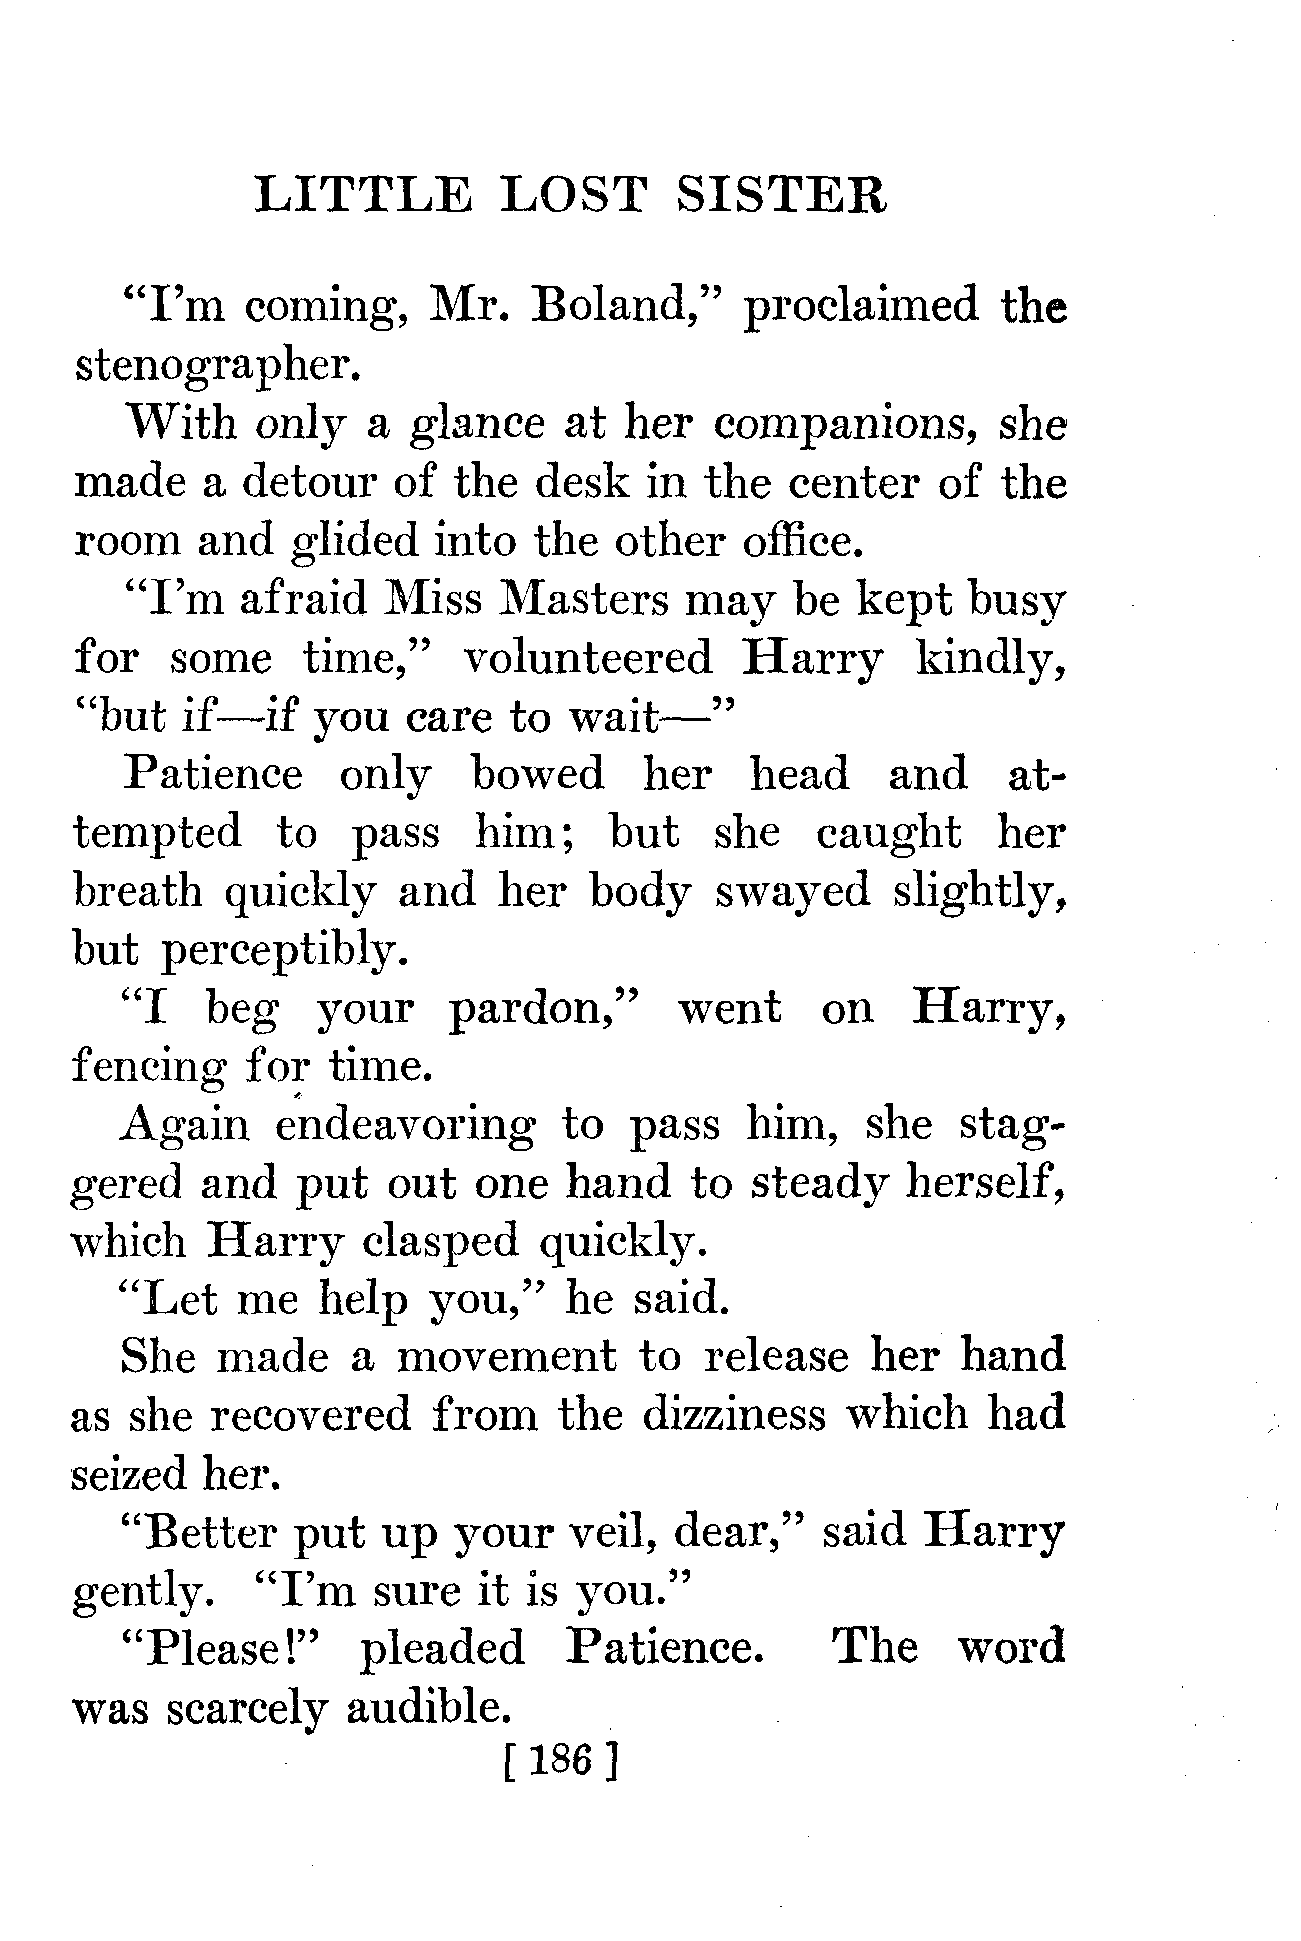 LITTLE LOST SISTER
“I’m coming, Mr. Boland,” proclaimed the
stenographer.
With only a glance at her companions, she
made a detour of the desk in the center of the
room and glided into the other office.
“I’m afraid Miss Masters may be kept busy
for some time,” volunteered Harry kindly,
“but if—if you care to wait—”
Patience only bowed her head and at-
tempted to pass him; but she caught her
breath quickly and her body swayed slightly,
but perceptibly.
“I beg your pardon,” went on Harry,
fencing for time.
Again endeavoring to pass him, she stag-
gered and put out one hand to steady herself,
which Harry clasped quickly.
“Let me help you,” he said.
She made a movement to release her hand
as she recovered from the dizziness which had
seized her.
“Better put up your veil, dear,” said Harry
gently. “I’m sure it is you.”
“Please!” pleaded Patience. The word
was scarcely audible.
[ 186 ]